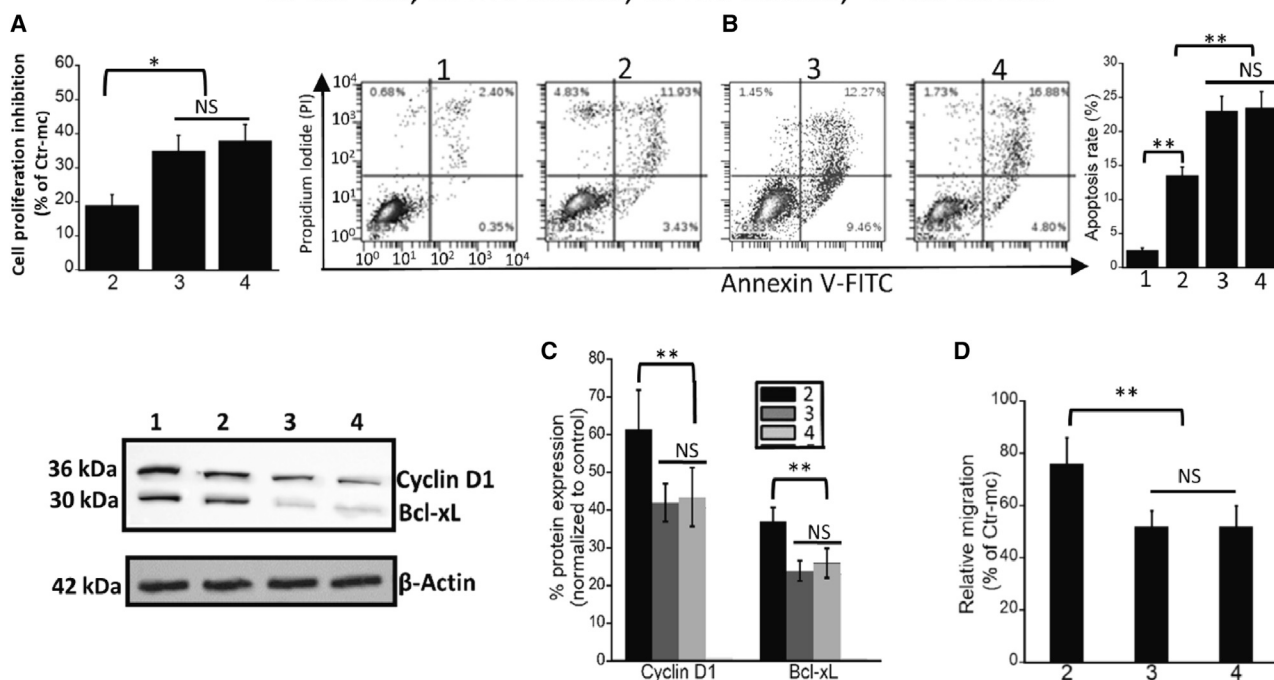 A
B
Cell proliferation inhibition
(% of Ctr-mc)
60
50
40
30
20
10
0
*
NS
2 3 4
Propidium Iodide (PI)
10⁴
10³
10²
10¹
10⁰
1
0.68% 2.40%
0.35%
10⁰ 10¹ 10² 10³ 10⁴
2
4.83% 11.93%
3.43%
3
1.45% 12.27%
9.46%
4
1.73% 16.88%
4.80%
Annexin V-FITC
Apoptosis rate (%)
30
25
20
15
10
5
0
**
**
NS
1 2 3 4
1 2 3 4
36 kDa
30 kDa
Cyclin D1
Bcl-xL
42 kDa
β-Actin
C
% protein expression
(normalized to control)
80
70
60
50
40
30
20
10
0
**
NS
**
NS
2
3
4
Cyclin D1 Bcl-xL
D
Relative migration
(% of Ctr-mc)
100
80
60
40
20
0
**
NS
2 3 4